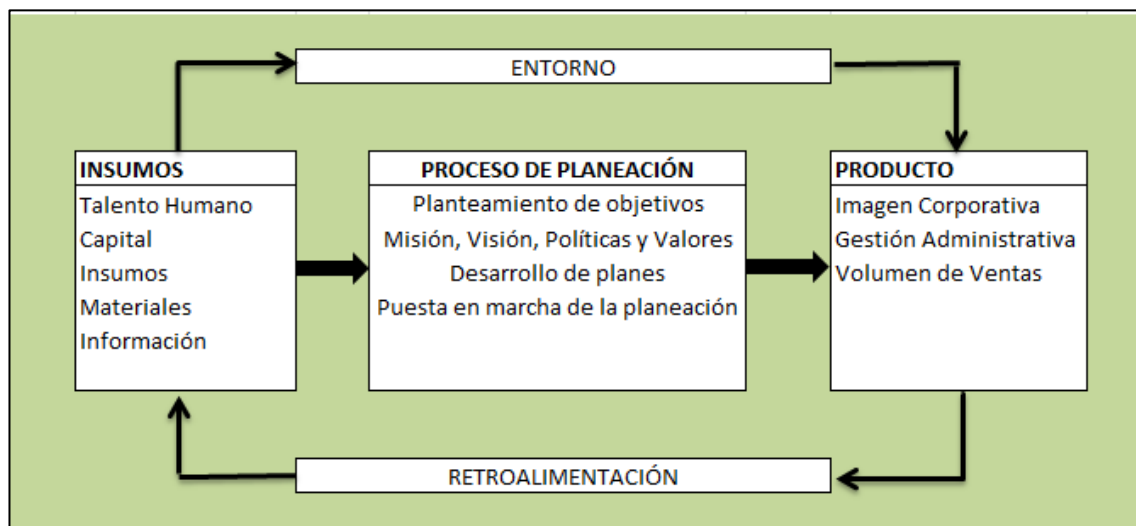 ENTORNO
INSUMOS
Talento Humano
Capital
Insumos
Materiales
Información
PROCESO DE PLANEACIÓN
Planteamiento de objetivos
Misión, Visión, Políticas y Valores
Desarrollo de planes
Puesta en marcha de la planeación
PRODUCTO
Imagen Corporativa
Gestión Administrativa
Volumen de Ventas
RETROALIMENTACIÓN